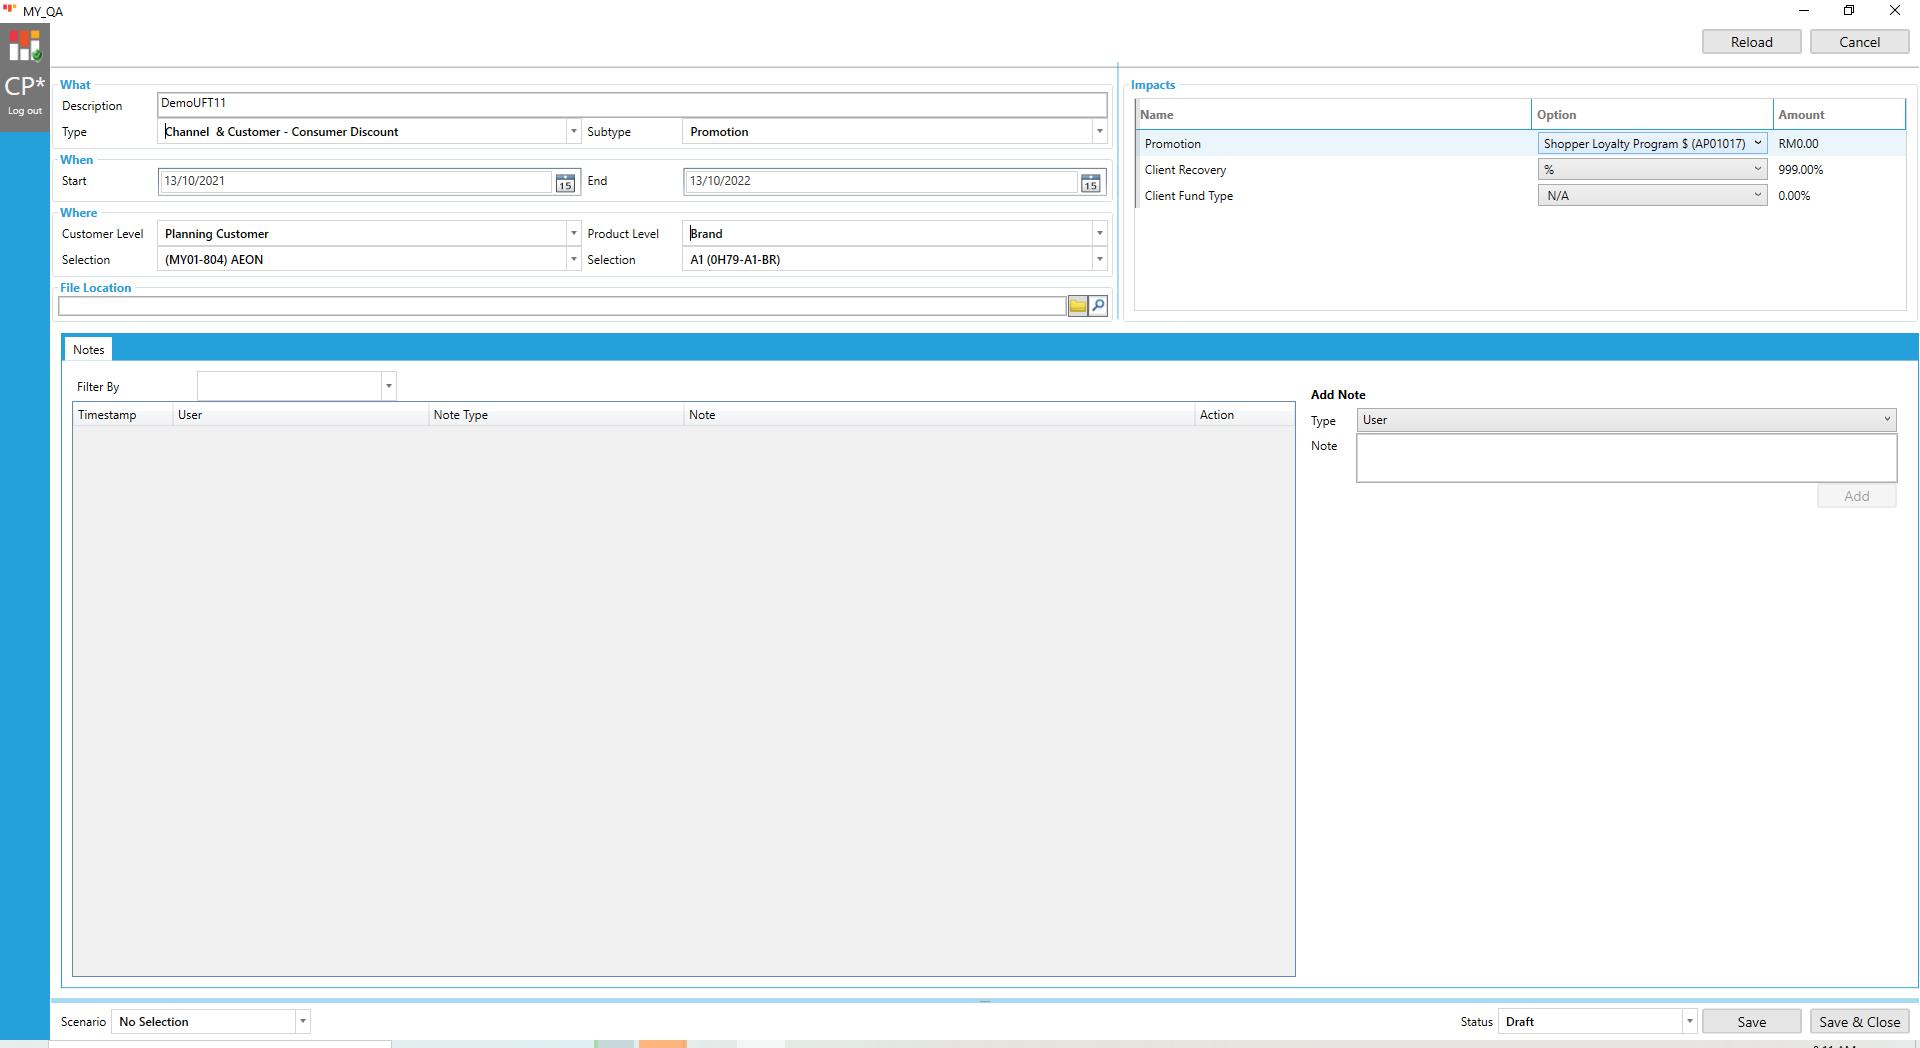 MY_QA
Reload
Cancel
CP*
Log out
What
Description
DemoUFT11
Type
Channel & Customer - Consumer Discount
Subtype
Promotion
When
Start
13/10/2021
15
End
13/10/2022
15
Where
Customer Level
Planning Customer
Product Level
Brand
Selection
(MY01-804) AEON
Selection
A1 (0H79-A1-BR)
File Location
Impacts
Name
Option
Amount
Promotion
Shopper Loyalty Program $ (AP01017)
RM0.00
Client Recovery
%
999.00%
Client Fund Type
N/A
0.00%
Notes
Filter By
Timestamp
User
Note Type
Note
Action
Add Note
Type
User
Note
Add
Scenario
No Selection
Status
Draft
Save
Save & Close